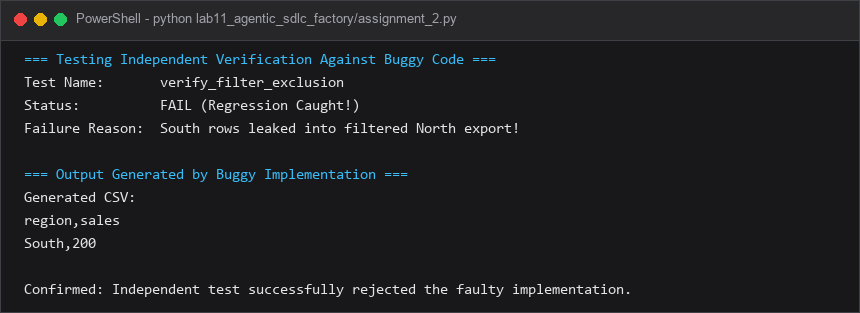 PowerShell - python lab11_agentic_sdlc_factory/assignment_2.py
=== Testing Independent Verification Against Buggy Code ===
Test Name:       verify_filter_exclusion
Status:          FAIL (Regression Caught!)
Failure Reason:  South rows leaked into filtered North export!
=== Output Generated by Buggy Implementation ===
Generated CSV:
region,sales
South,200
Confirmed: Independent test successfully rejected the faulty implementation.